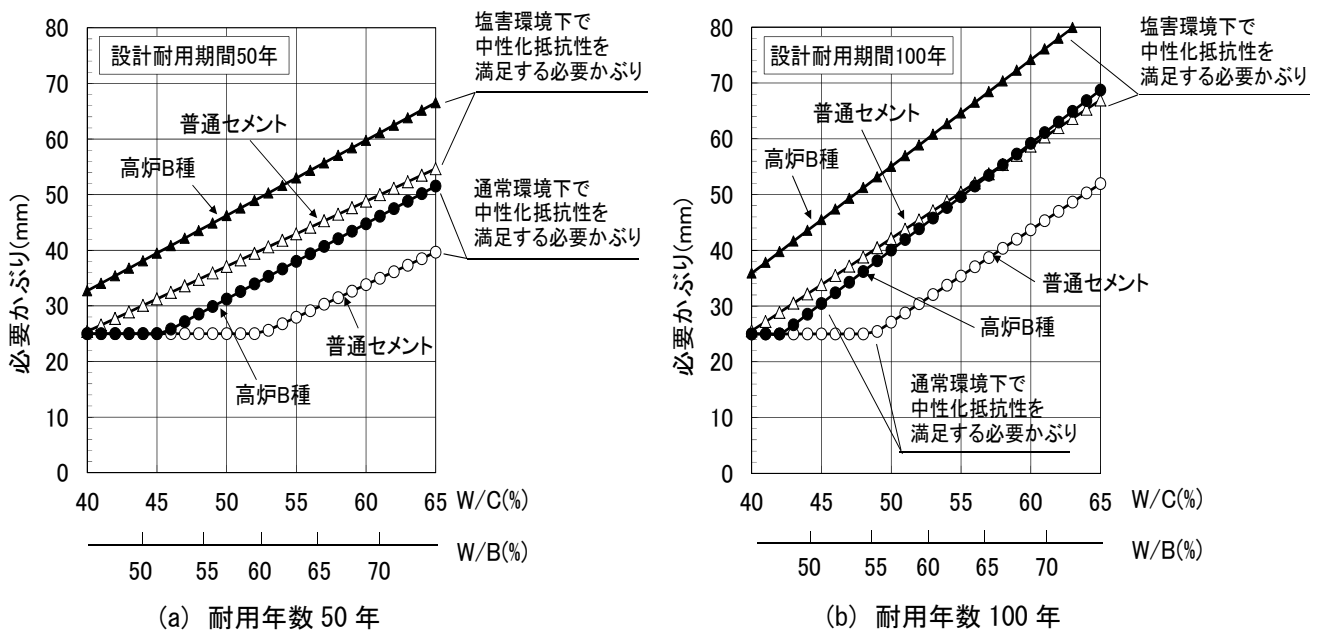 設計耐用期間50年
塩害環境下で
中性化抵抗性を
満足する必要かぶり
普通セメント
高炉B種
通常環境下で
中性化抵抗性を
満足する必要かぶり
普通セメント
高炉B種
必要かぶり(mm)
80
70
60
50
40
30
20
10
0
40 45 50 55 60 65 W/C(%)
50 55 60 65 70 W/B(%)
(a) 耐用年数 50 年
設計耐用期間100年
塩害環境下で
中性化抵抗性を
満足する必要かぶり
普通セメント
高炉B種
普通セメント
高炉B種
通常環境下で
中性化抵抗性を
満足する必要かぶり
必要かぶり(mm)
80
70
60
50
40
30
20
10
0
40 45 50 55 60 65 W/C(%)
50 55 60 65 70 W/B(%)
(b) 耐用年数 100 年